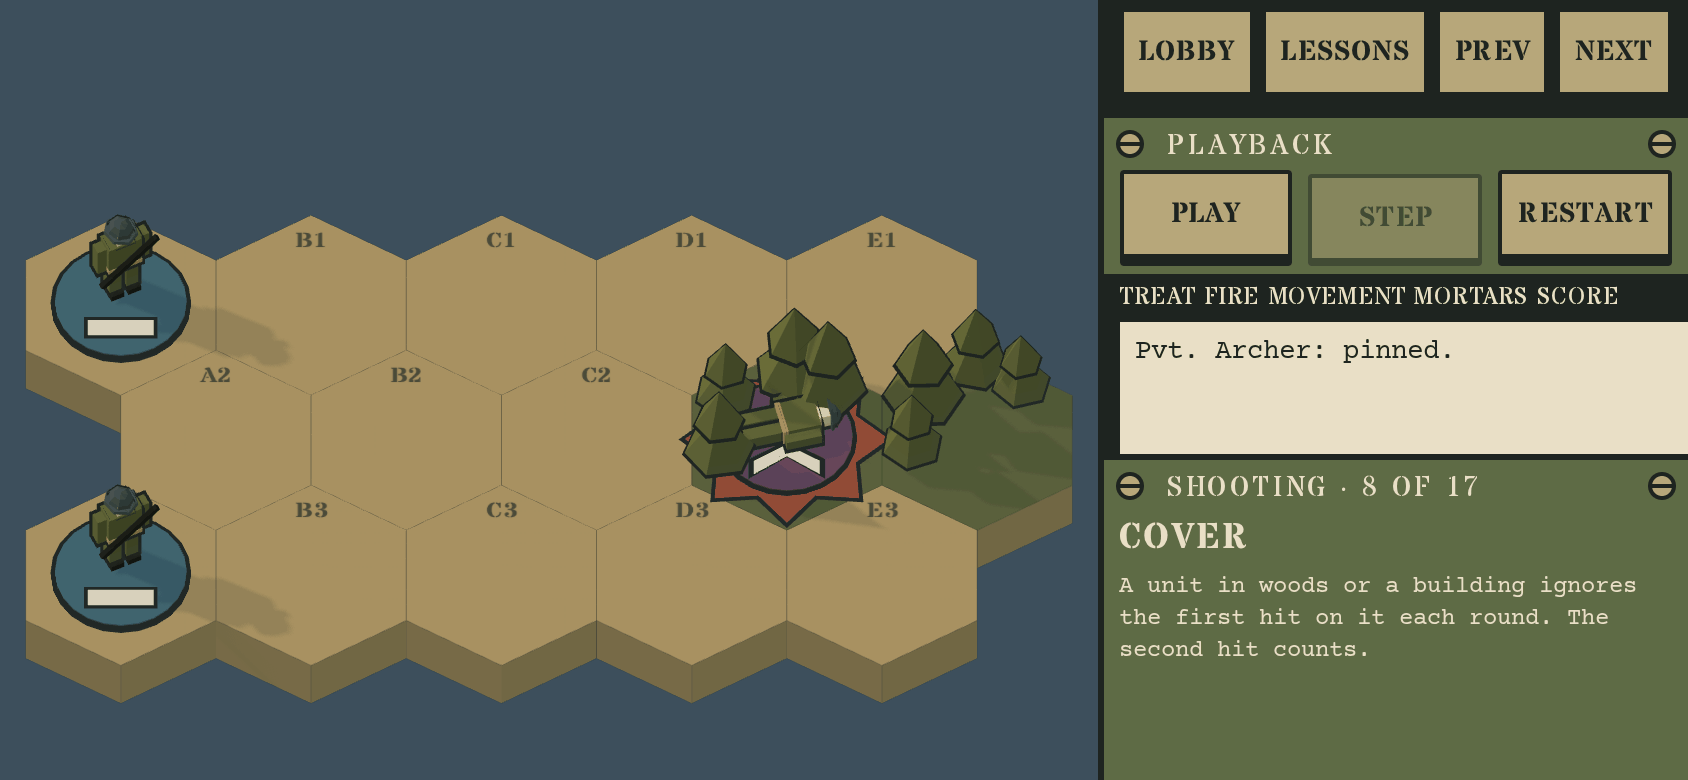 LOBBY
LESSONS
PREV
NEXT
PLAYBACK
PLAY
STEP
RESTART
TREAT FIRE MOVEMENT MORTARS SCORE
Pvt. Archer: pinned.
SHOOTING · 8 OF 17
COVER
A unit in woods or a building ignores
the first hit on it each round. The
second hit counts.
B1
C1
D1
E1
A2
B2
C2
B3
C3
D3
E3